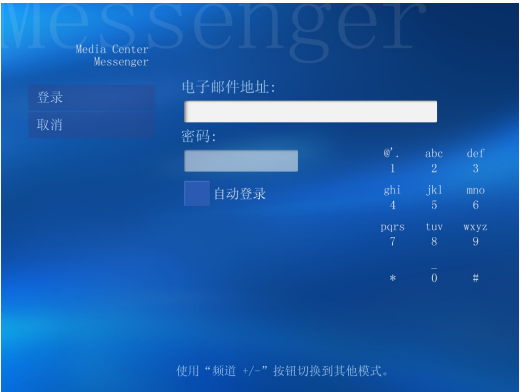 Messenger
Media Center
Messenger
登录
取消
电子邮件地址:
密码:
自动登录
@'. abc def
1 2 3
ghi jkl mno
4 5 6
pqrs tuv wxyz
7 8 9
_
* 0 #
使用“频道 +/-”按钮切换到其他模式。